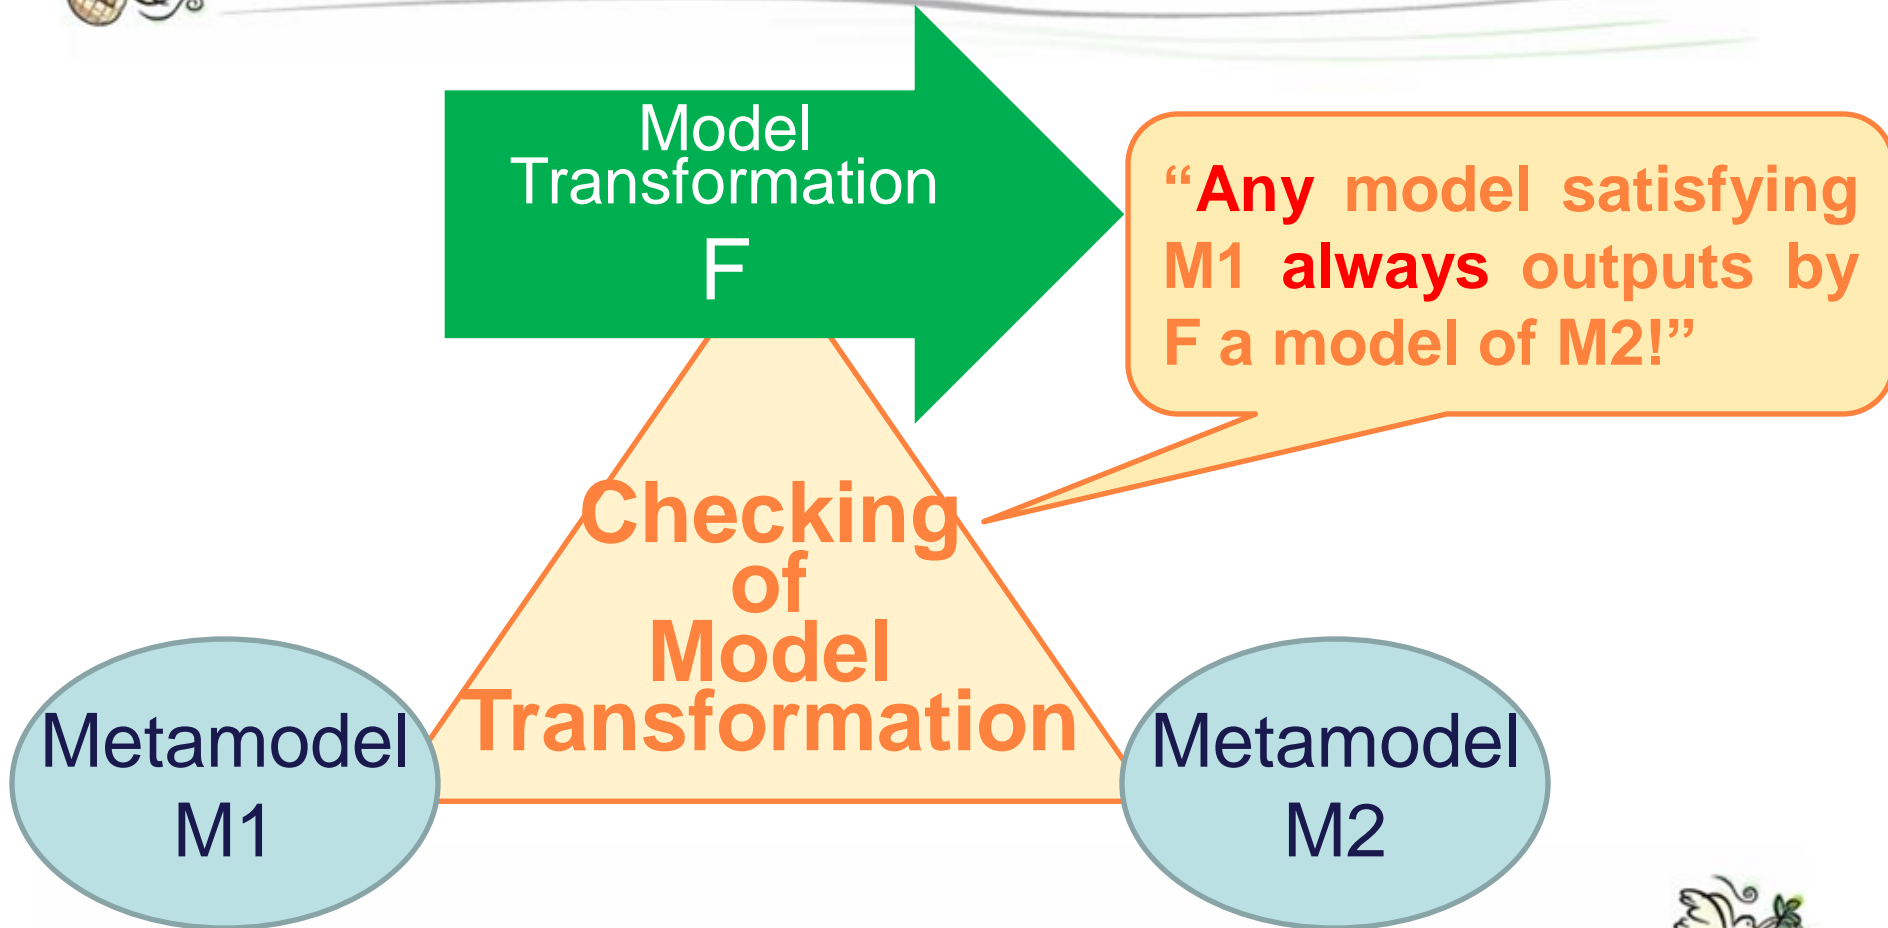 Model
Transformation
F
“Any model satisfying
M1 always outputs by
F a model of M2!”
Checking
of
Model
Transformation
Metamodel
M1
Metamodel
M2